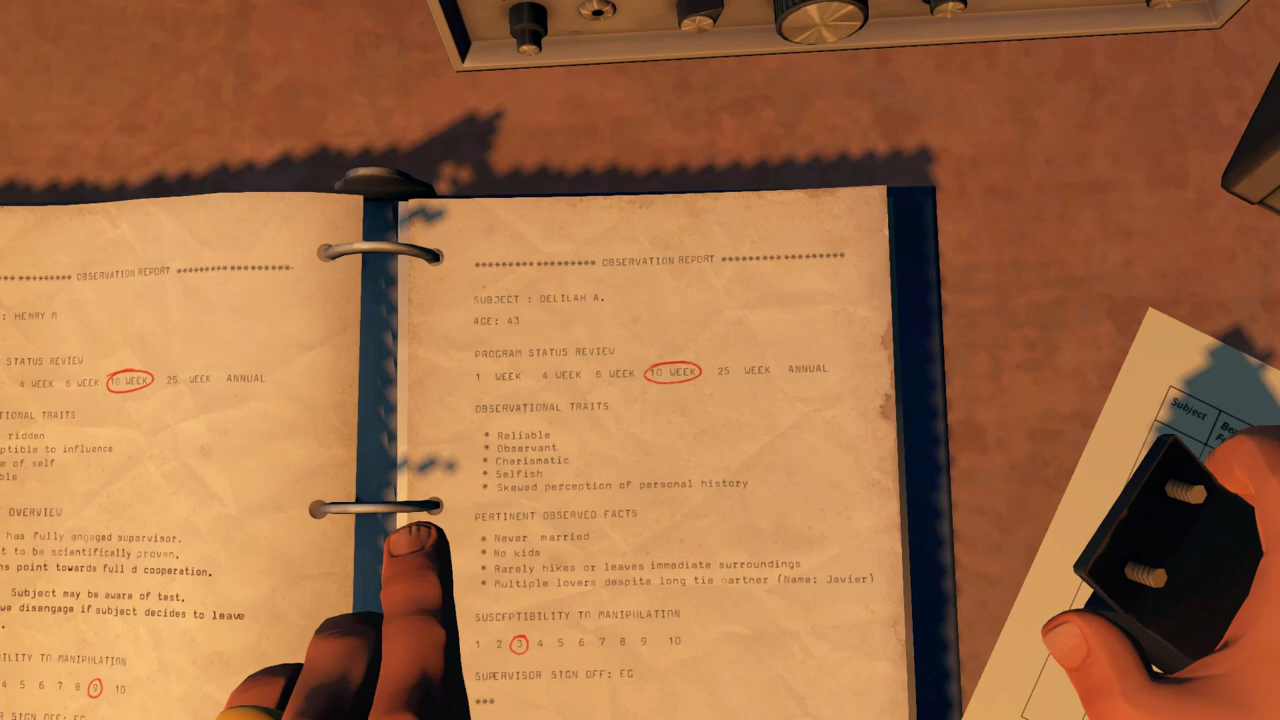 ********* OBSERVATION REPORT ***************
: HENRY M
STATUS REVIEW
4 WEEK 6 WEEK 10 WEEK 25 WEEK ANNUAL
TIONAL TRAITS
ridden
ptible to influence
e of self
ble
OVERVIEW
has fully engaged supervisor.
t to be scientifically proven.
ns point towards full d cooperation.
Subject may be aware of test.
we disengage if subject decides to leave
.
ILITY TO MANIPULATION
4 5 6 7 8 9 10
R SIGN OFF: EG
***************** OBSERVATION REPORT *****************
SUBJECT : DELILAH A.
AGE: 43
PROGRAM STATUS REVIEW
1 WEEK 4 WEEK 6 WEEK 10 WEEK 25 WEEK ANNUAL
OBSERVATIONAL TRAITS
* Reliable
* Observant
* Charismatic
* Selfish
* Skewed perception of personal history
PERTINENT OBSERVED FACTS
* Never married
* No kids
* Rarely hikes or leaves immediate surroundings
* Multiple lovers despite long tie partner (Name: Javier)
SUSCEPTIBILITY TO MANIPULATION
1 2 3 4 5 6 7 8 9 10
SUPERVISOR SIGN OFF: EG
***
Subject